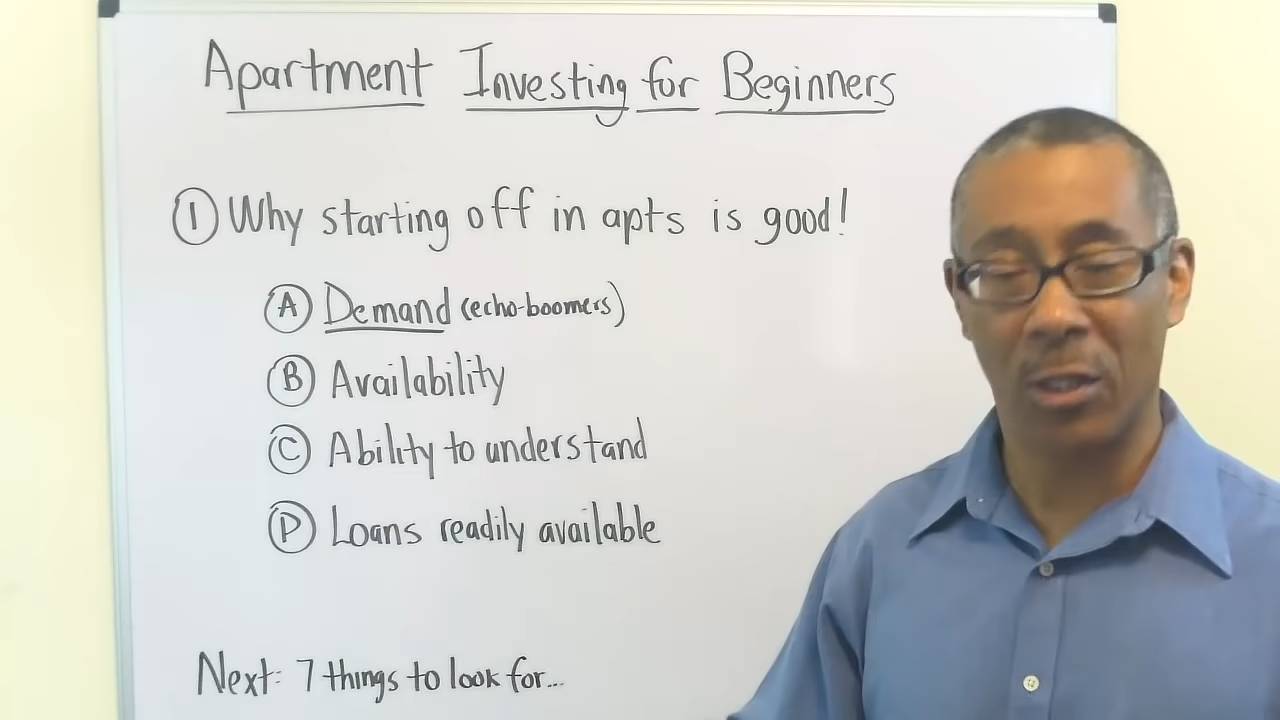 Apartment Investing for Beginners
① Why starting off in apts is good!
Ⓐ Demand (echo-boomers)
Ⓑ Availability
Ⓒ Ability to understand
Ⓓ Loans readily available
Next: 7 things to look for...